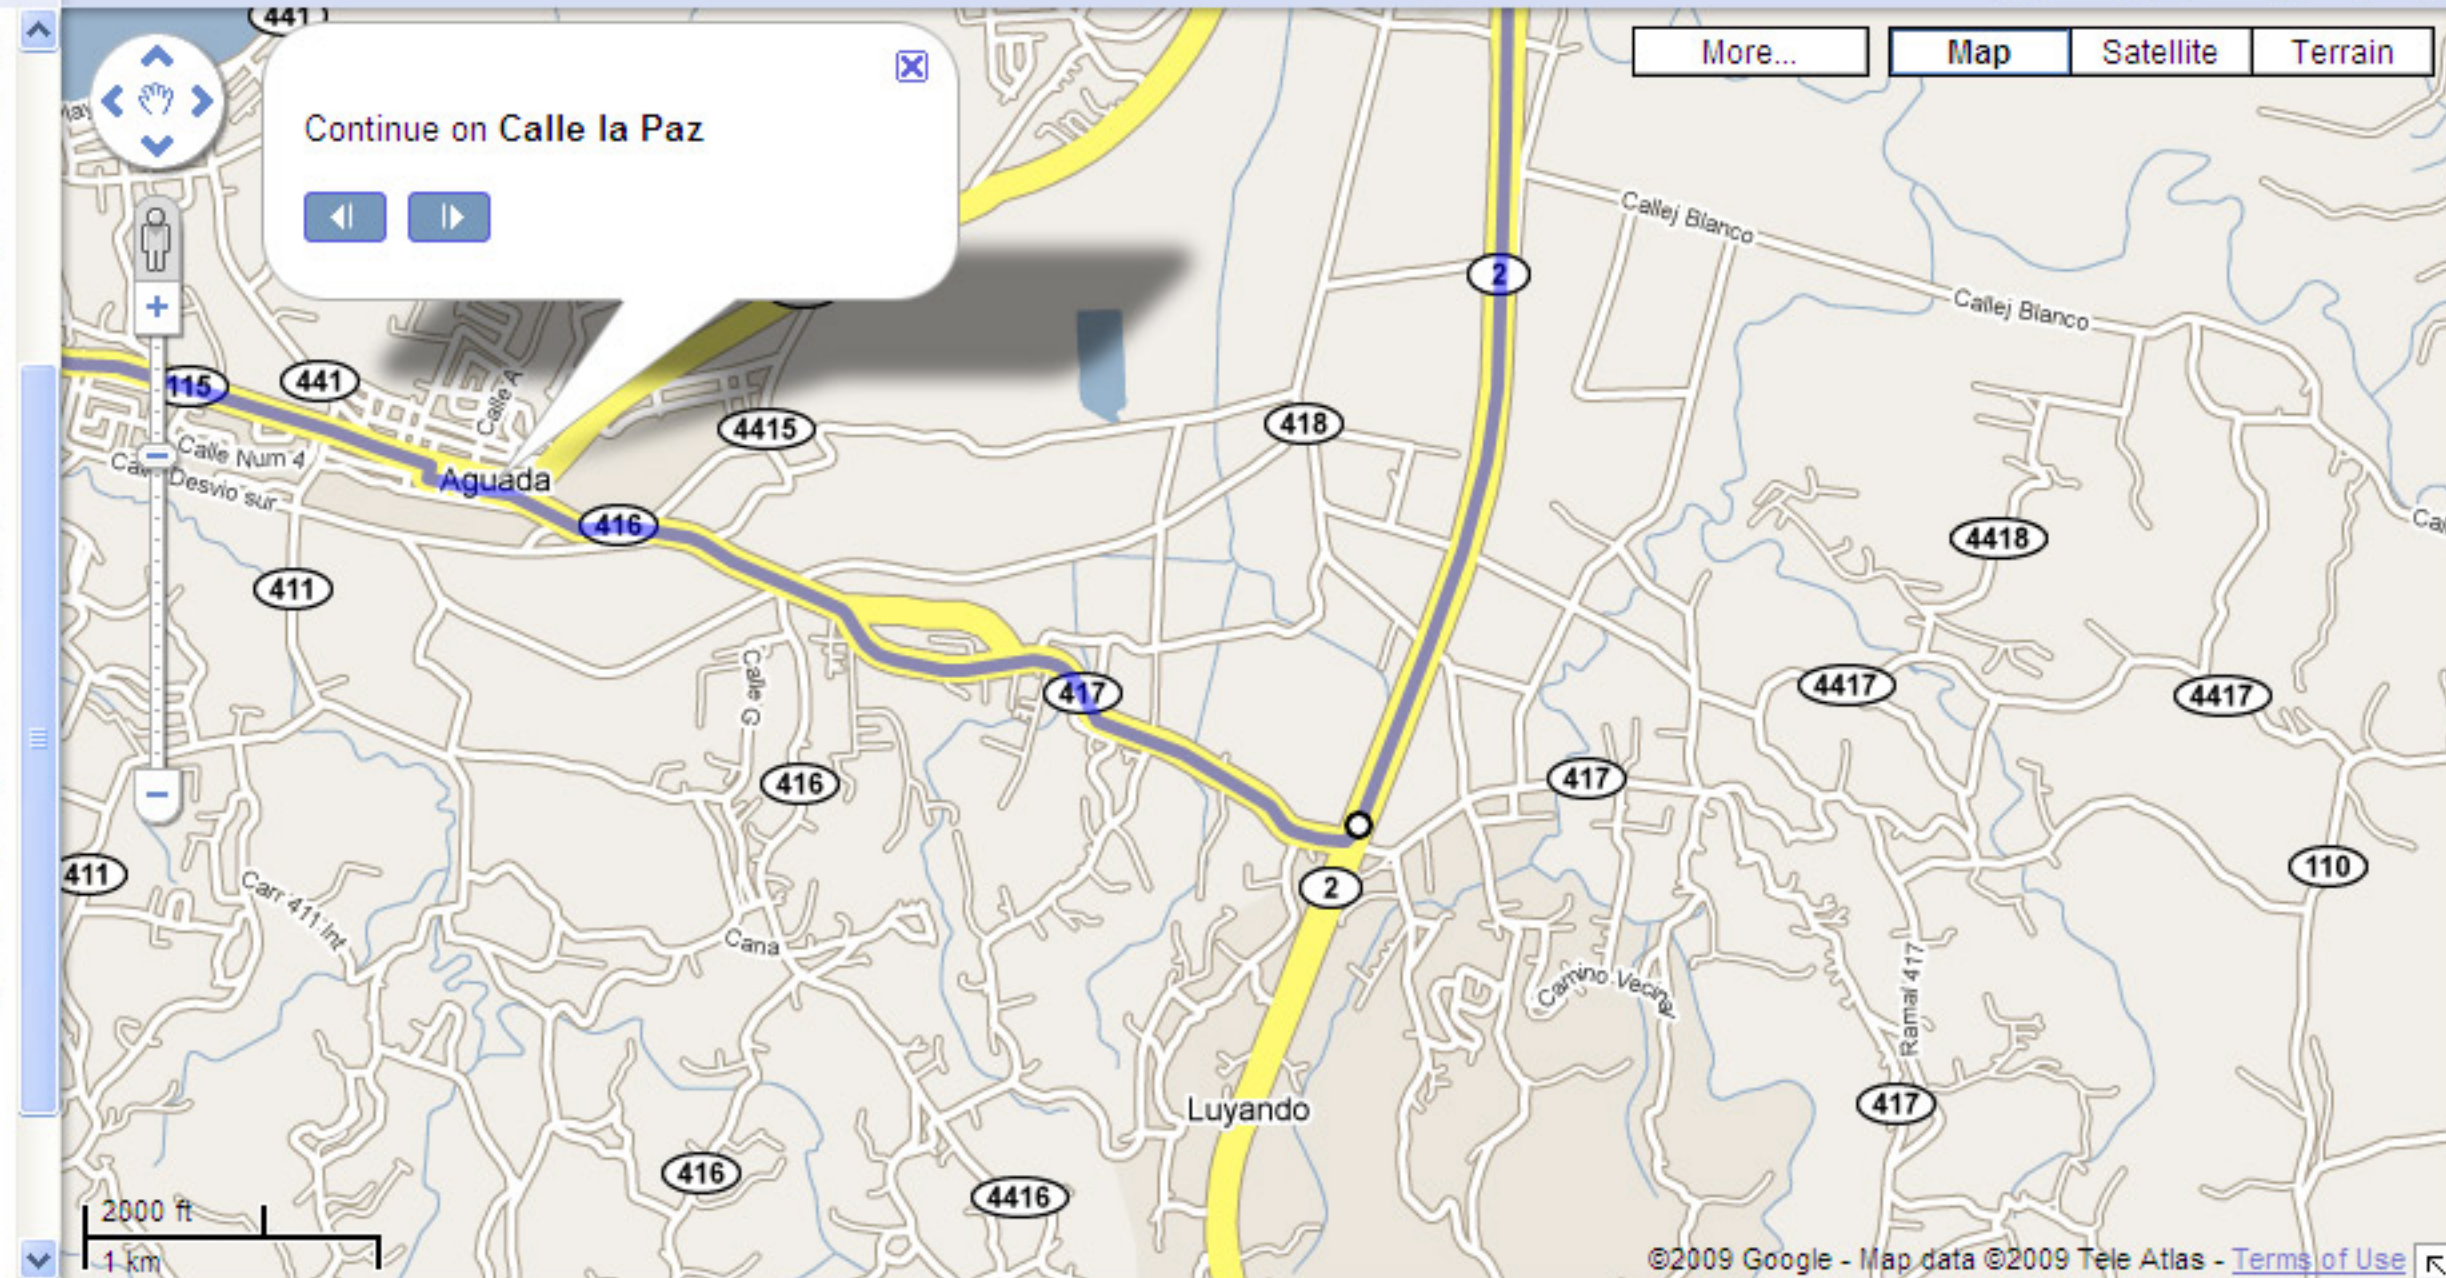 441
More...
Map
Satellite
Terrain
Continue on Calle la Paz
Callej Blanco
2
Callej Blanco
115
441
Calle A
4415
418
Calle Num 4
Desvio sur
Aguada
416
4418
411
417
4417
4417
Calle G
416
417
2
110
411
Carr 411 Int
Cana
Camino Vecinal
Ramal 417
417
Luyando
416
4416
2000 ft
1 km
©2009 Google - Map data ©2009 Tele Atlas - Terms of Use